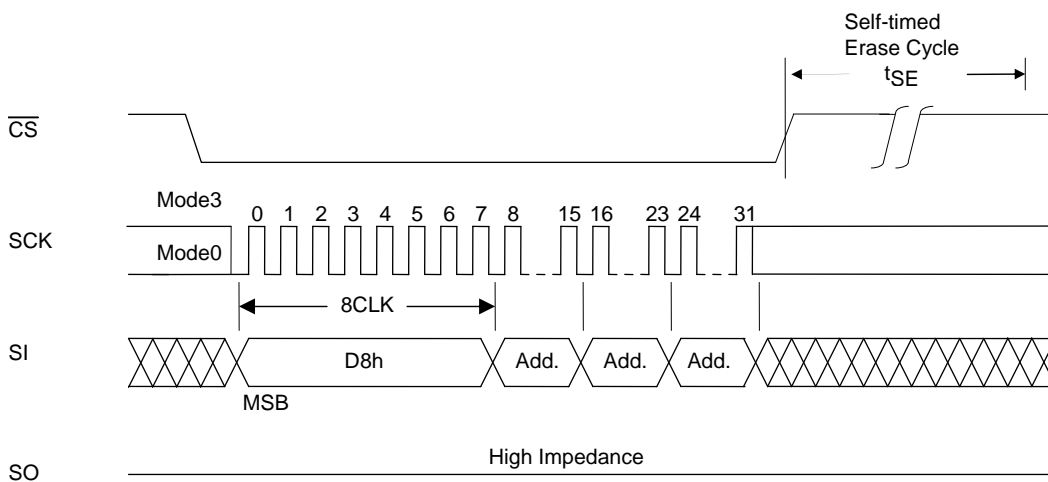 Self-timed
Erase Cycle
tSE
CS
Mode3
0 1 2 3 4 5 6 7 8 15 16 23 24 31
SCK
Mode0
8CLK
SI
D8h Add. Add. Add.
MSB
High Impedance
SO